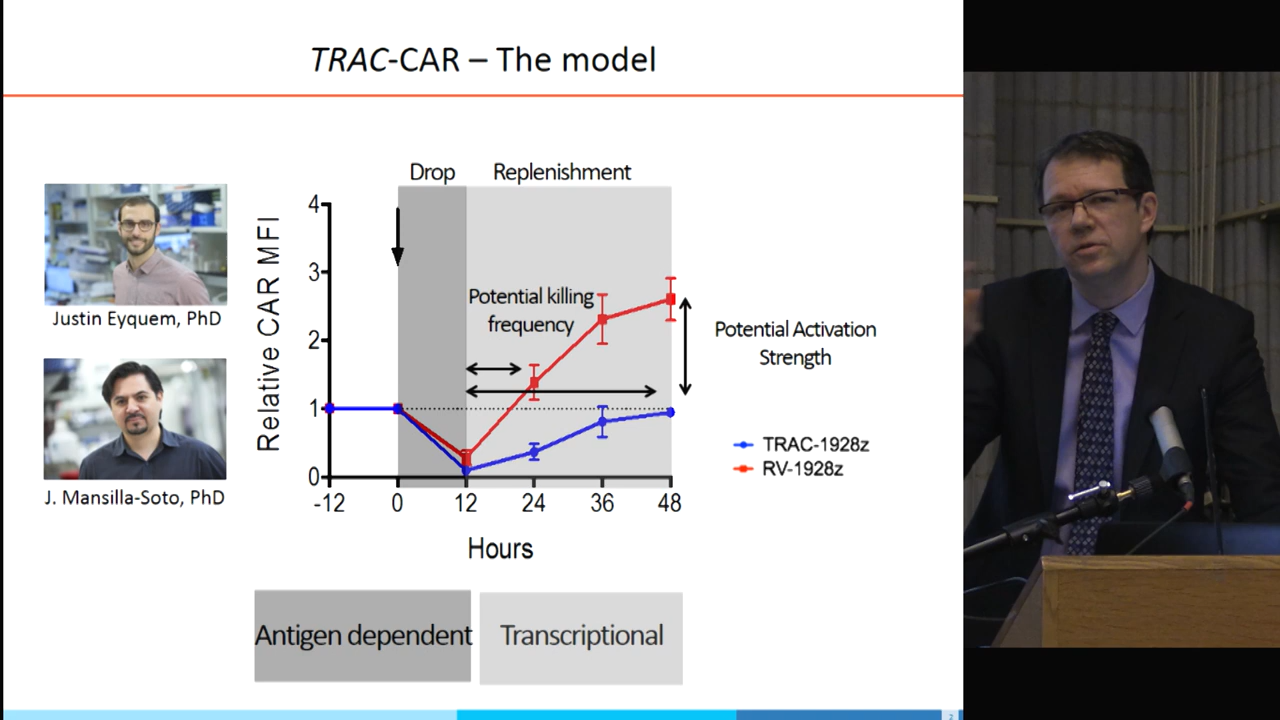 TRAC-CAR – The model
Drop
Replenishment
Justin Eyquem, PhD
J. Mansilla-Soto, PhD
Relative CAR MFI
4
3
2
1
0
Potential killing
frequency
Potential Activation
Strength
TRAC-1928z
RV-1928z
-12
0
12
24
36
48
Hours
Antigen dependent
Transcriptional
2